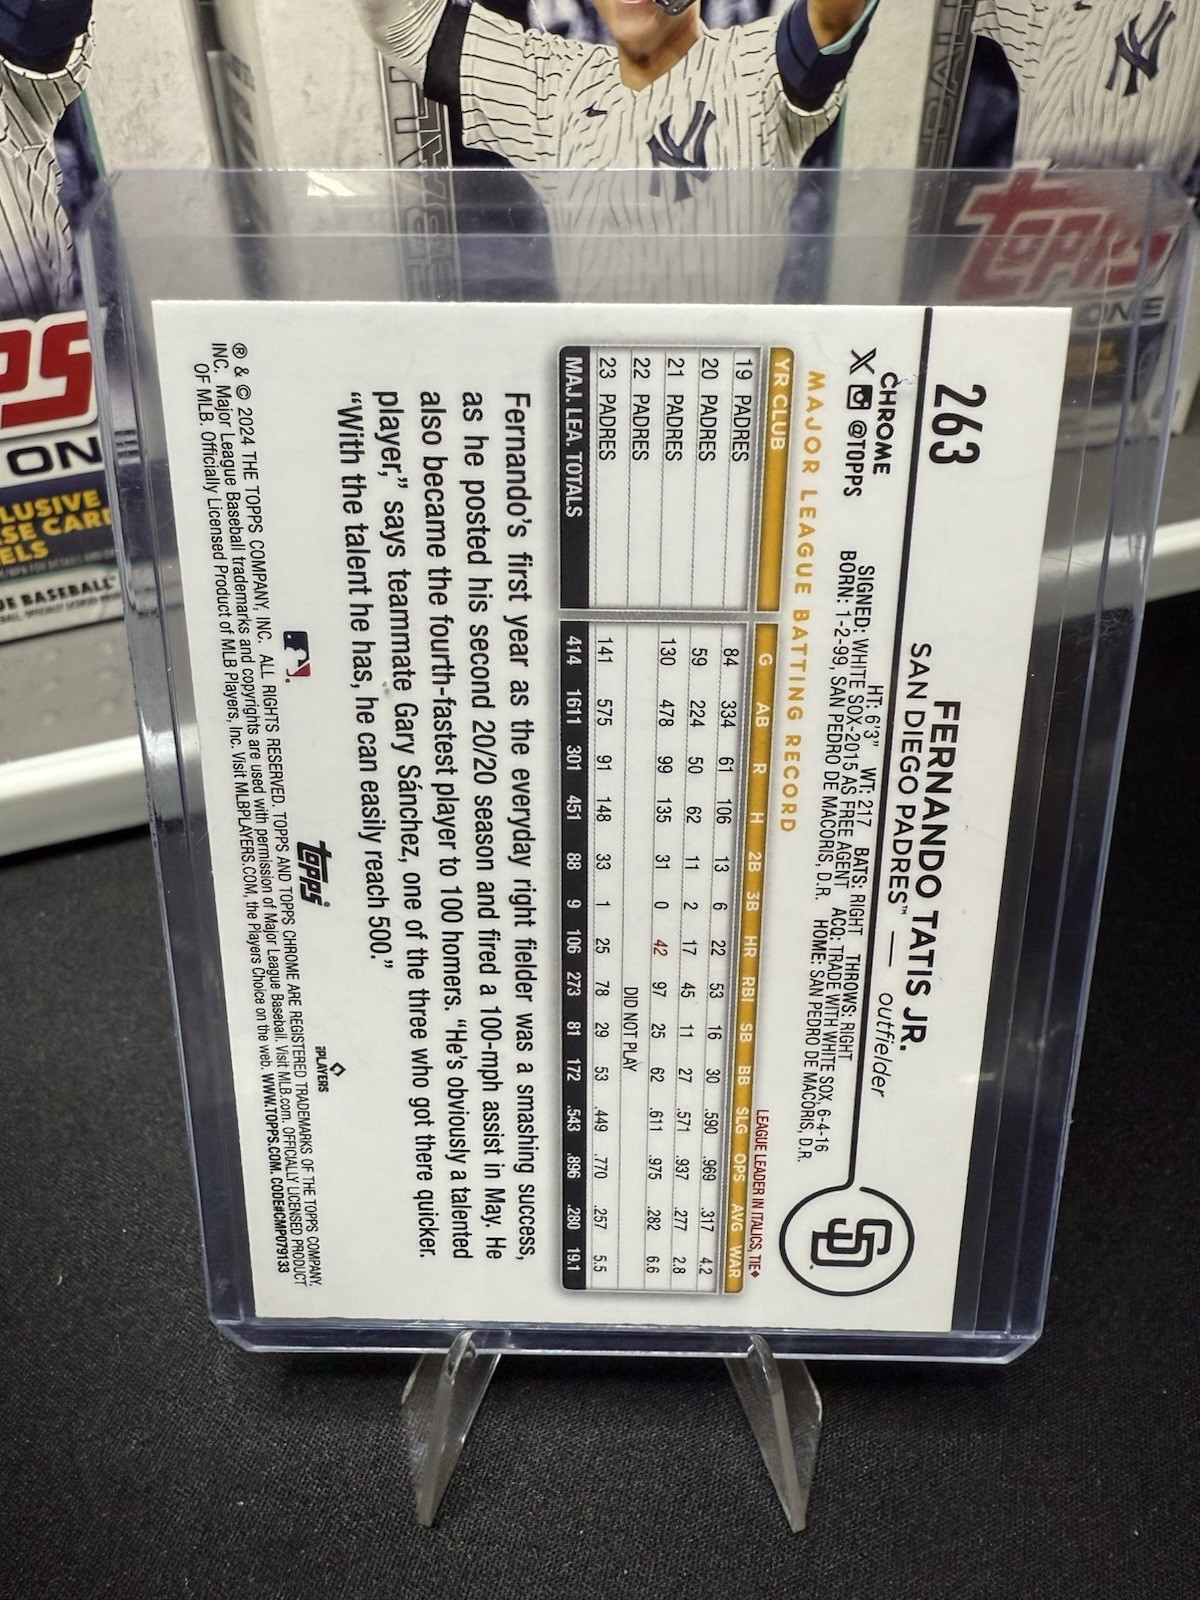 263
FERNANDO TATIS JR.
SAN DIEGO PADRES™ — outfielder
CHROME
X @TOPPS
HT: 6'3" WT: 217 BATS: RIGHT THROWS: RIGHT
SIGNED: WHITE SOX-2015 AS FREE AGENT ACQ: TRADE WITH WHITE SOX, 6-4-16
BORN: 1-2-99, SAN PEDRO DE MACORIS, D.R. HOME: SAN PEDRO DE MACORIS, D.R.
SD
MAJOR LEAGUE BATTING RECORD
LEAGUE LEADER IN ITALICS, TIE♦
YR CLUB G AB R H 2B 3B HR RBI SB BB SLG OPS AVG WAR
19 PADRES 84 334 61 106 13 6 22 53 16 30 .590 .969 .317 4.2
20 PADRES 59 224 50 62 11 2 17 45 11 27 .571 .937 .277 2.8
21 PADRES 130 478 99 135 31 0 42 97 25 62 .611 .975 .282 6.6
22 PADRES DID NOT PLAY
23 PADRES 141 575 91 148 33 1 25 78 29 53 .449 .770 .257 5.5
MAJ. LEA. TOTALS 414 1611 301 451 88 9 106 273 81 172 .543 .896 .280 19.1
Fernando's first year as the everyday right fielder was a smashing success,
as he posted his second 20/20 season and fired a 100-mph assist in May. He
also became the fourth-fastest player to 100 homers. "He's obviously a talented
player," says teammate Gary Sánchez, one of the three who got there quicker.
"With the talent he has, he can easily reach 500."
topps
PLAYERS
® & © 2024 THE TOPPS COMPANY, INC. ALL RIGHTS RESERVED. TOPPS AND TOPPS CHROME ARE REGISTERED TRADEMARKS OF THE TOPPS COMPANY,
INC. Major League Baseball trademarks and copyrights are used with permission of Major League Baseball. Visit MLB.com. OFFICIALLY LICENSED PRODUCT
OF MLB. Officially Licensed Product of MLB Players, Inc. Visit MLBPLAYERS.COM, the Players Choice on the web. WWW.TOPPS.COM. CODE#CMP079133
NY
NY
TOPPS
ONE
PS
ON
LUSIVE
SE CARD
ELS
BASEBALL